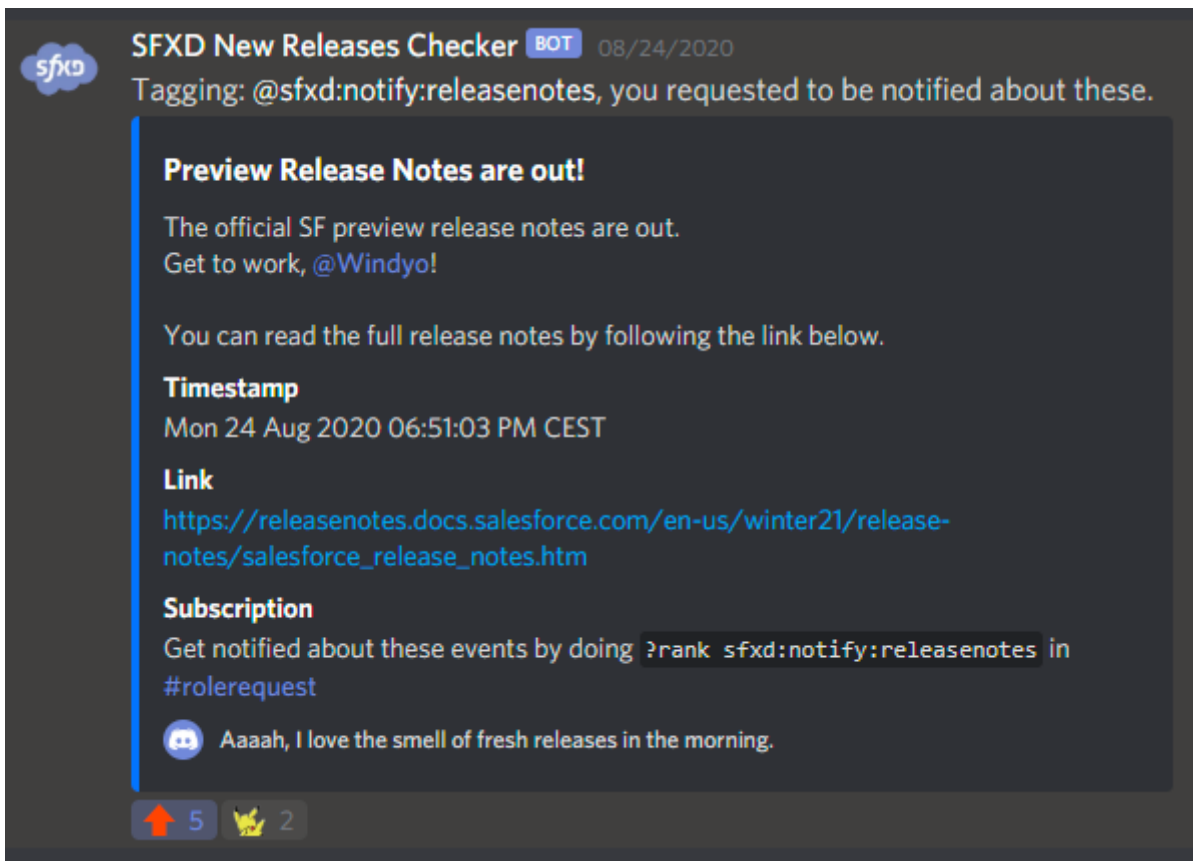 sfxd
SFXD New Releases Checker BOT 08/24/2020
Tagging: @sfxd:notify:releasenotes, you requested to be notified about these.
Preview Release Notes are out!
The official SF preview release notes are out.
Get to work, @Windyo!
You can read the full release notes by following the link below.
Timestamp
Mon 24 Aug 2020 06:51:03 PM CEST
Link
https://releasenotes.docs.salesforce.com/en-us/winter21/release-
notes/salesforce_release_notes.htm
Subscription
Get notified about these events by doing ?rank sfxd:notify:releasenotes in
#rolerequest
Aaaah, I love the smell of fresh releases in the morning.
5 2